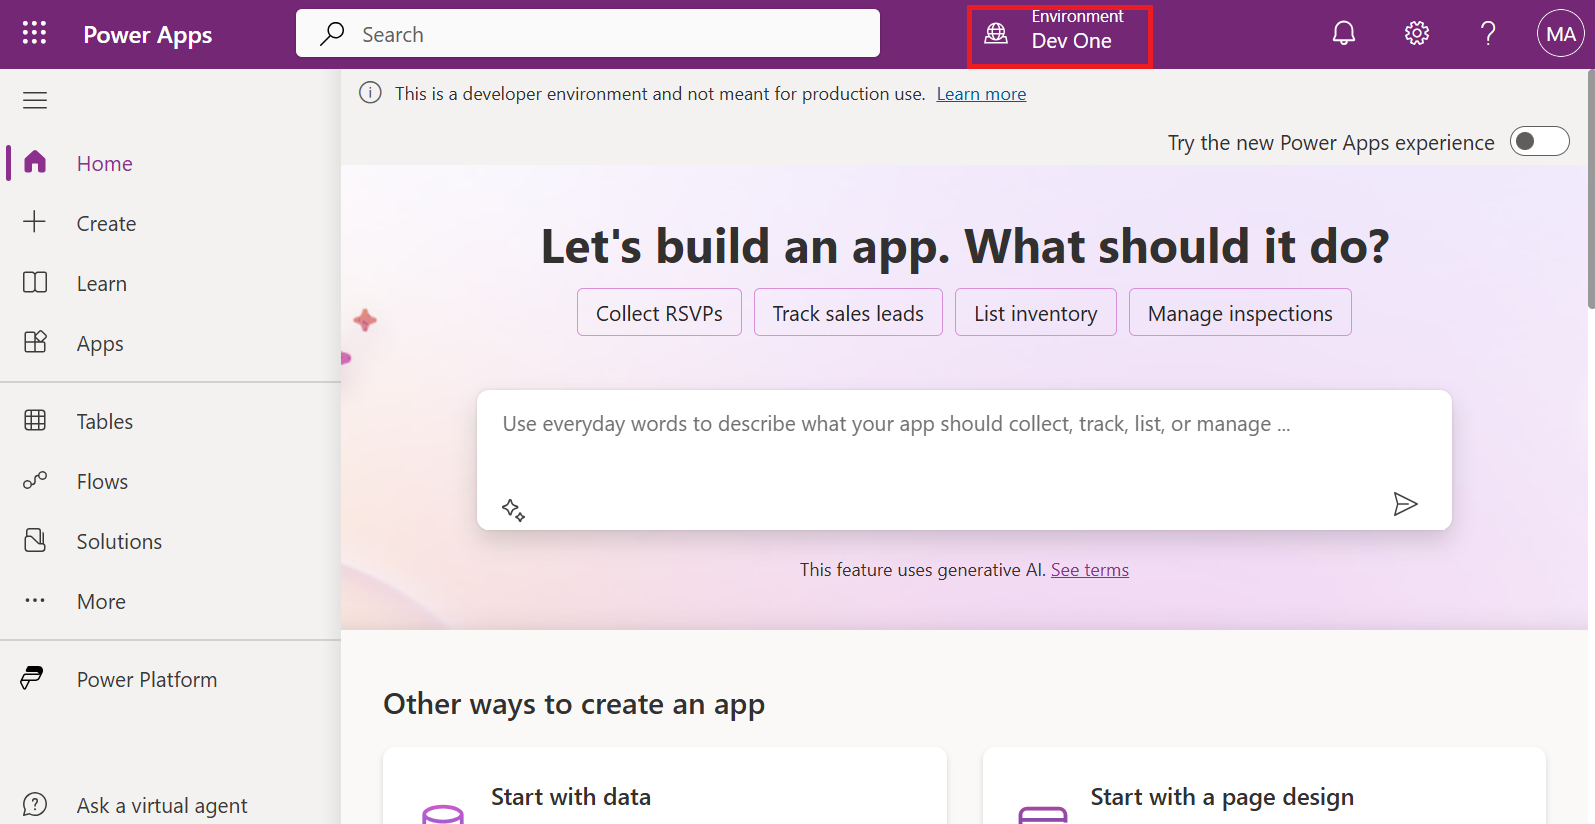 Power Apps
Search
Environment
Dev One
MA
This is a developer environment and not meant for production use. Learn more
Try the new Power Apps experience
Home
Create
Learn
Apps
Tables
Flows
Solutions
More
Power Platform
Ask a virtual agent
Let's build an app. What should it do?
Collect RSVPs
Track sales leads
List inventory
Manage inspections
Use everyday words to describe what your app should collect, track, list, or manage ...
This feature uses generative AI. See terms
Other ways to create an app
Start with data
Start with a page design